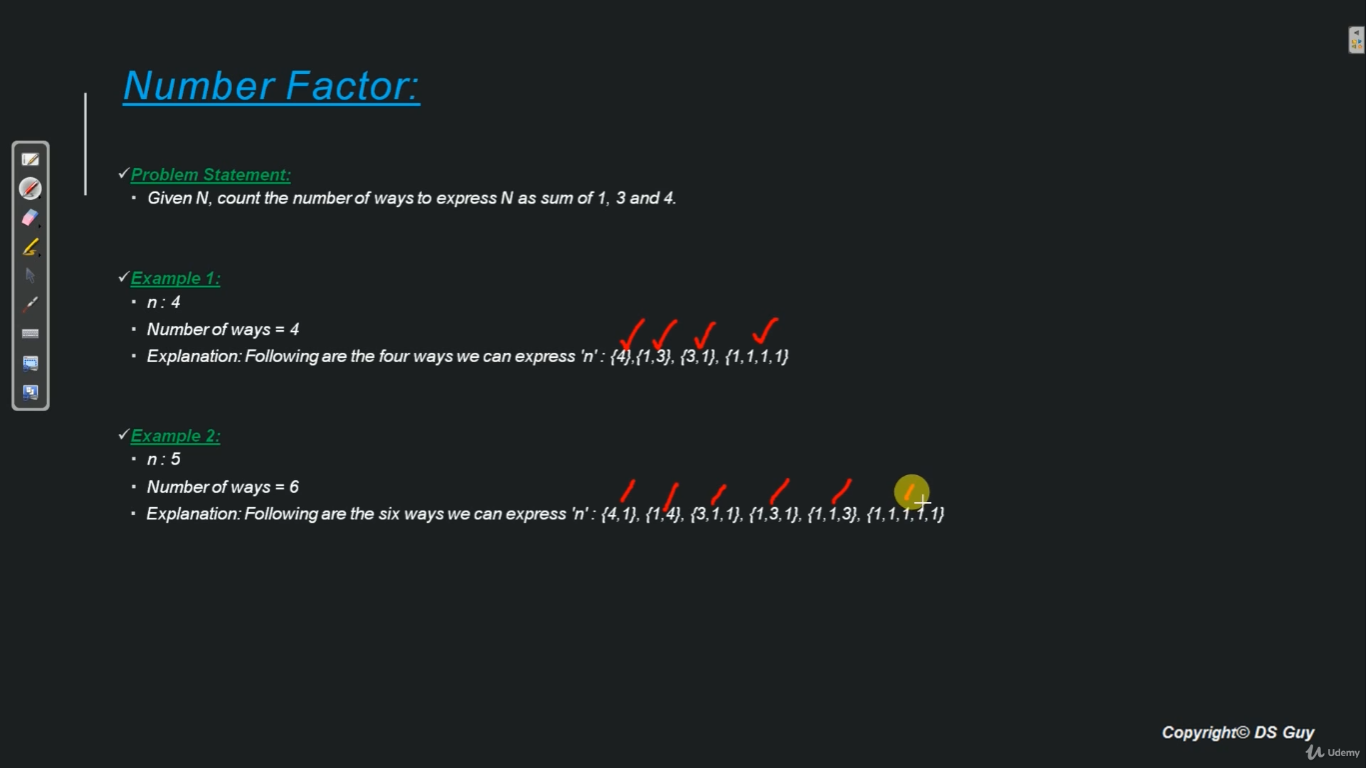 Number Factor:
Problem Statement:
Given N, count the number of ways to express N as sum of 1, 3 and 4.
Example 1:
n : 4
Number of ways = 4
Explanation: Following are the four ways we can express 'n' : {4},{1,3}, {3,1}, {1,1,1,1}
Example 2:
n : 5
Number of ways = 6
Explanation: Following are the six ways we can express 'n' : {4,1}, {1,4}, {3,1,1}, {1,3,1}, {1,1,3}, {1,1,1,1,1}
Copyright© DS Guy
Udemy